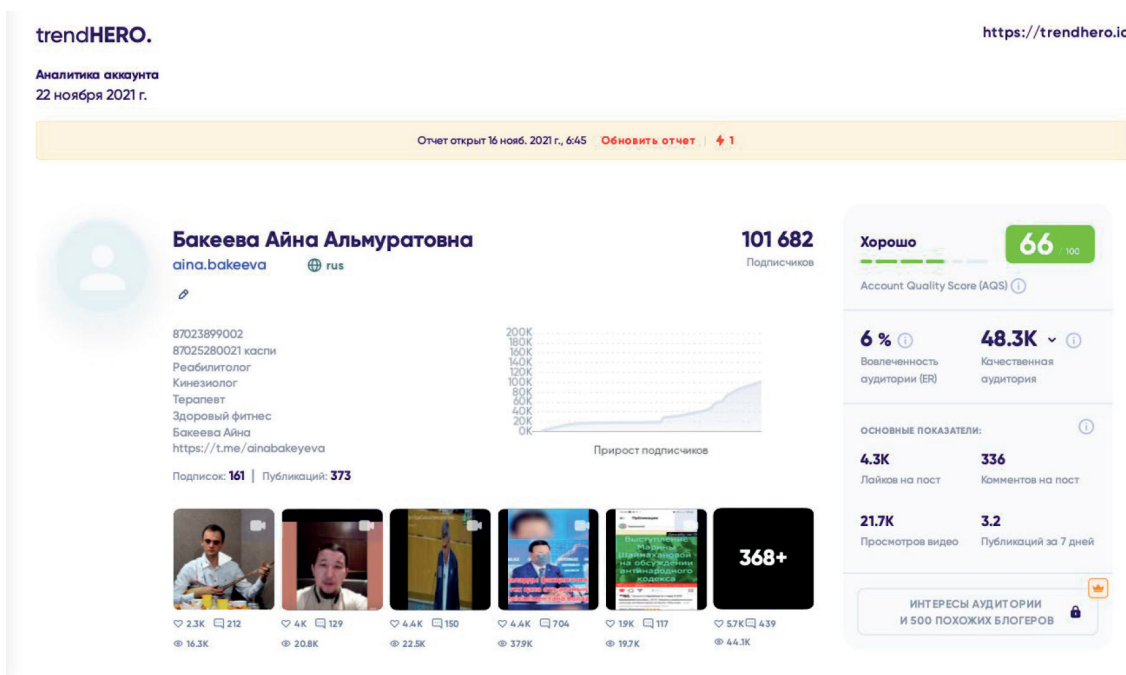 trendHERO.
https://trendhero.io
Аналитика аккаунта
22 ноября 2021 г.
Отчет открыт 16 нояб. 2021 г., 6:45 Обновить отчет | 1
Бакеева Айна Альмуратовна
aina.bakeeva rus
101 682
Подписчиков
87023899002
87025280021 каспи
Реабилитолог
Кинезиолог
Терапевт
Здоровый фитнес
Бакеева Айна
https://t.me/ainabakeyeva
Подписок: 161 | Публикаций: 373
200K
180K
160K
140K
120K
100K
80K
60K
40K
20K
0K
Прирост подписчиков
Хорошо
66 / 100
Account Quality Score (AQS)
6 %
Вовлеченность
аудитории (ER)
48.3K
Качественная
аудитория
ОСНОВНЫЕ ПОКАЗАТЕЛИ:
4.3K
Лайков на пост
336
Комментов на пост
21.7K
Просмотров видео
3.2
Публикаций за 7 дней
ИНТЕРЕСЫ АУДИТОРИИ
И 500 ПОХОЖИХ БЛОГЕРОВ
Публикации
Выступление
Марины
Шаймахановой
на обсуждении
антинародного
кодекса
368+
2.3K 212
16.3K
4K 129
20.8K
4.4K 150
22.5K
4.4K 704
37.9K
1.9K 117
19.7K
5.7K 439
44.1K